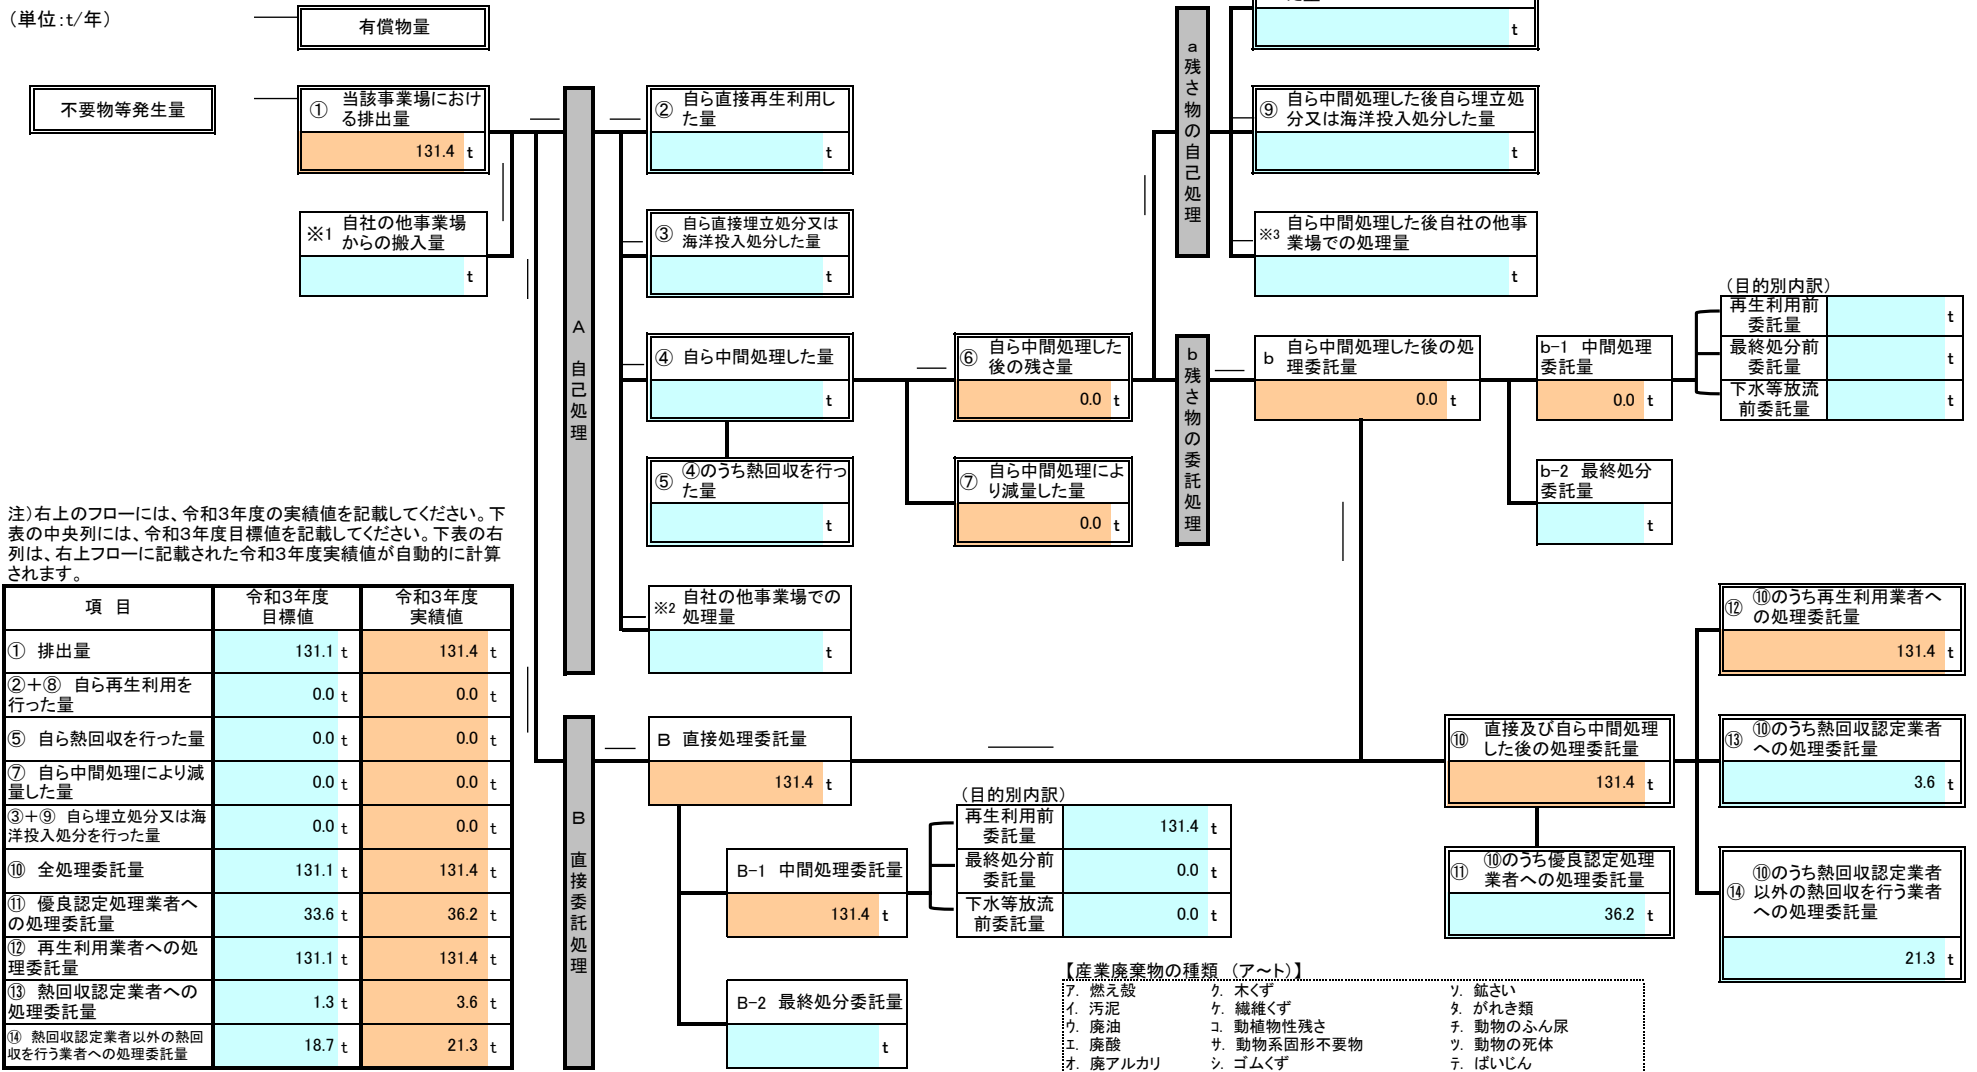 (単位:t/年)
有償物量
t
不要物等発生量
① 当該事業場におけ
る排出量
131.4 t
※1 自社の他事業場
からの搬入量
t
A 自己処理
② 自ら直接再生利用し
た量
t
③ 自ら直接埋立処分又は
海洋投入処分した量
t
④ 自ら中間処理した量
t
⑤ ④のうち熱回収を行っ
た量
t
※2 自社の他事業場での
処理量
t
⑥ 自ら中間処理した
後の残さ量
0.0 t
⑦ 自ら中間処理によ
り減量した量
0.0 t
a 残さ物の自己処理
⑨ 自ら中間処理した後自ら埋立処
分又は海洋投入処分した量
t
※3 自ら中間処理した後自社の他事
業場での処理量
t
b 残さ物の委託処理
b 自ら中間処理した後の処
理委託量
0.0 t
b-1 中間処理
委託量
0.0 t
b-2 最終処分
委託量
t
(目的別内訳)
再生利用前
委託量
t
最終処分前
委託量
t
下水等放流
前委託量
t
注)右上のフローには、令和3年度の実績値を記載してください。下
表の中央列には、令和3年度目標値を記載してください。下表の右
列は、右上フローに記載された令和3年度実績値が自動的に計算
されます。
項 目 令和3年度 目標値 令和3年度 実績値
① 排出量 131.1 t 131.4 t
②+⑧ 自ら再生利用を
行った量 0.0 t 0.0 t
⑤ 自ら熱回収を行った量 0.0 t 0.0 t
⑦ 自ら中間処理により減
量した量 0.0 t 0.0 t
③+⑨ 自ら埋立処分又は海
洋投入処分を行った量 0.0 t 0.0 t
⑩ 全処理委託量 131.1 t 131.4 t
⑪ 優良認定処理業者へ
の処理委託量 33.6 t 36.2 t
⑫ 再生利用業者への処
理委託量 131.1 t 131.4 t
⑬ 熱回収認定業者への
処理委託量 1.3 t 3.6 t
⑭ 熱回収認定業者以外の熱回
収を行う業者への処理委託量 18.7 t 21.3 t
B 直接委託処理
B 直接処理委託量
131.4 t
B-1 中間処理委託量
131.4 t
B-2 最終処分委託量
t
(目的別内訳)
再生利用前
委託量
131.4 t
最終処分前
委託量
0.0 t
下水等放流
前委託量
0.0 t
⑩ 直接及び自ら中間処理
した後の処理委託量
131.4 t
⑪ ⑩のうち優良認定処理
業者への処理委託量
36.2 t
⑫ ⑩のうち再生利用業者へ
の処理委託量
131.4 t
⑬ ⑩のうち熱回収認定業者
への処理委託量
3.6 t
⑭ ⑩のうち熱回収認定業者
以外の熱回収を行う業者
への処理委託量
21.3 t
【産業廃棄物の種類 (ア～ト)】
ア. 燃え殻 ク. 木くず ソ. 鉱さい
イ. 汚泥 ケ. 繊維くず タ. がれき類
ウ. 廃油 コ. 動植物性残さ チ. 動物のふん尿
エ. 廃酸 サ. 動物系固形不要物 ツ. 動物の死体
オ. 廃アルカリ シ. ゴムくず テ. ばいじん